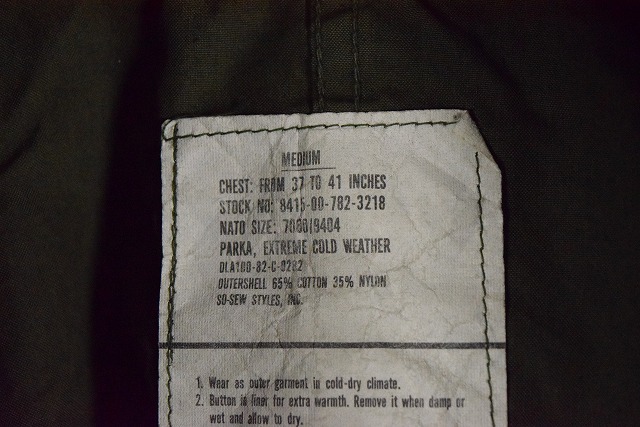 MEDIUM
CHEST: FROM 37 TO 41 INCHES
STOCK NO: 8415-00-782-3218
NATO SIZE: 7080/9404
PARKA, EXTREME COLD WEATHER
DLA100-82-C-0282
OUTERSHELL 65% COTTON 35% NYLON
SO-SEW STYLES, INC.
1. Wear as outer garment in cold-dry climate.
2. Button in liner for extra warmth. Remove it when damp or
wet and allow to dry.